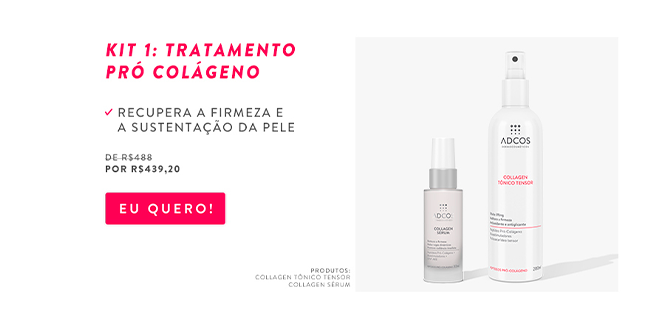 KIT 1: TRATAMENTO
PRÓ COLÁGENO
RECUPERA A FIRMEZA E
A SUSTENTAÇÃO DA PELE
DE R$488
POR R$439,20
EU QUERO!
PRODUTOS:
COLLAGEN TÔNICO TENSOR
COLLAGEN SÉRUM
ADCOS
COLLAGEN
SÉRUM
ADCOS
COLLAGEN
TÔNICO TENSOR